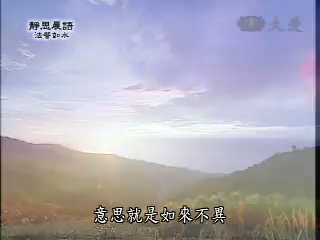 靜思晨語
法譬如水
大愛
意思就是如來不異